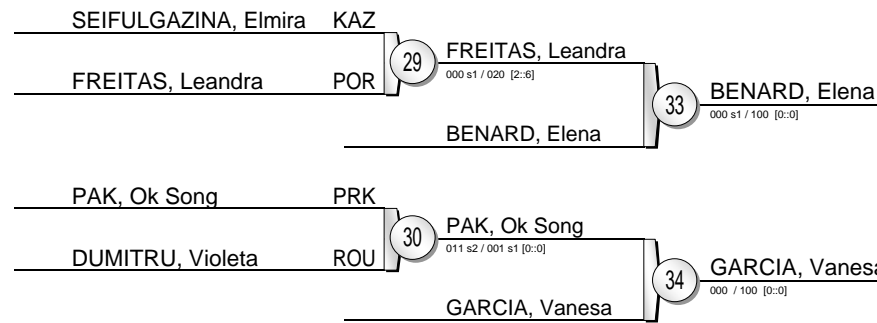 SEIFULGAZINA, Elmira KAZ
29
FREITAS, Leandra
000 s1 / 020 [2::6]
FREITAS, Leandra POR
33
BENARD, Elena
000 s1 / 100 [0::0]
BENARD, Elena
PAK, Ok Song PRK
30
PAK, Ok Song
011 s2 / 001 s1 [0::0]
DUMITRU, Violeta ROU
34
GARCIA, Vanesa
000 / 100 [0::0]
GARCIA, Vanesa